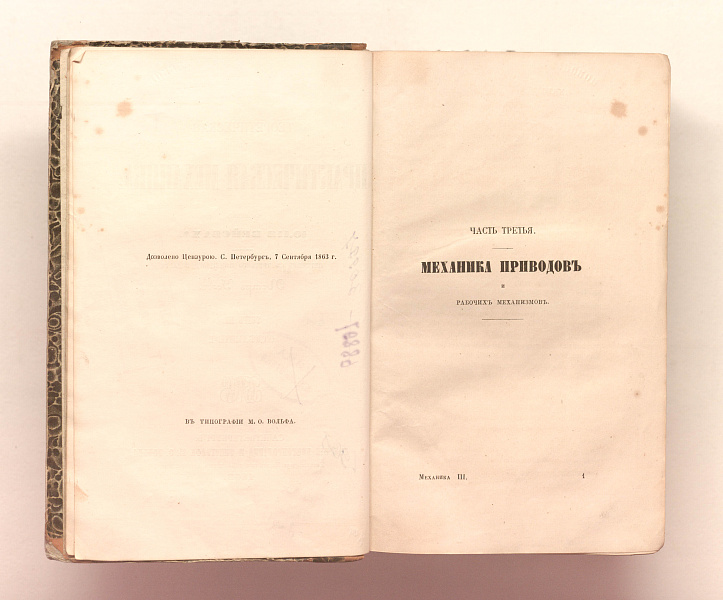 Дозволено Цензурою. С. Петербургъ, 7 Сентября 1863 г.
ВЪ ТИПОГРАФІИ М. О. ВОЛЬФА.
ЧАСТЬ ТРЕТЬЯ.
МЕХАНИКА ПРИВОДОВЪ
И
РАБОЧИХЪ МЕХАНИЗМОВЪ.
Механика III.
1